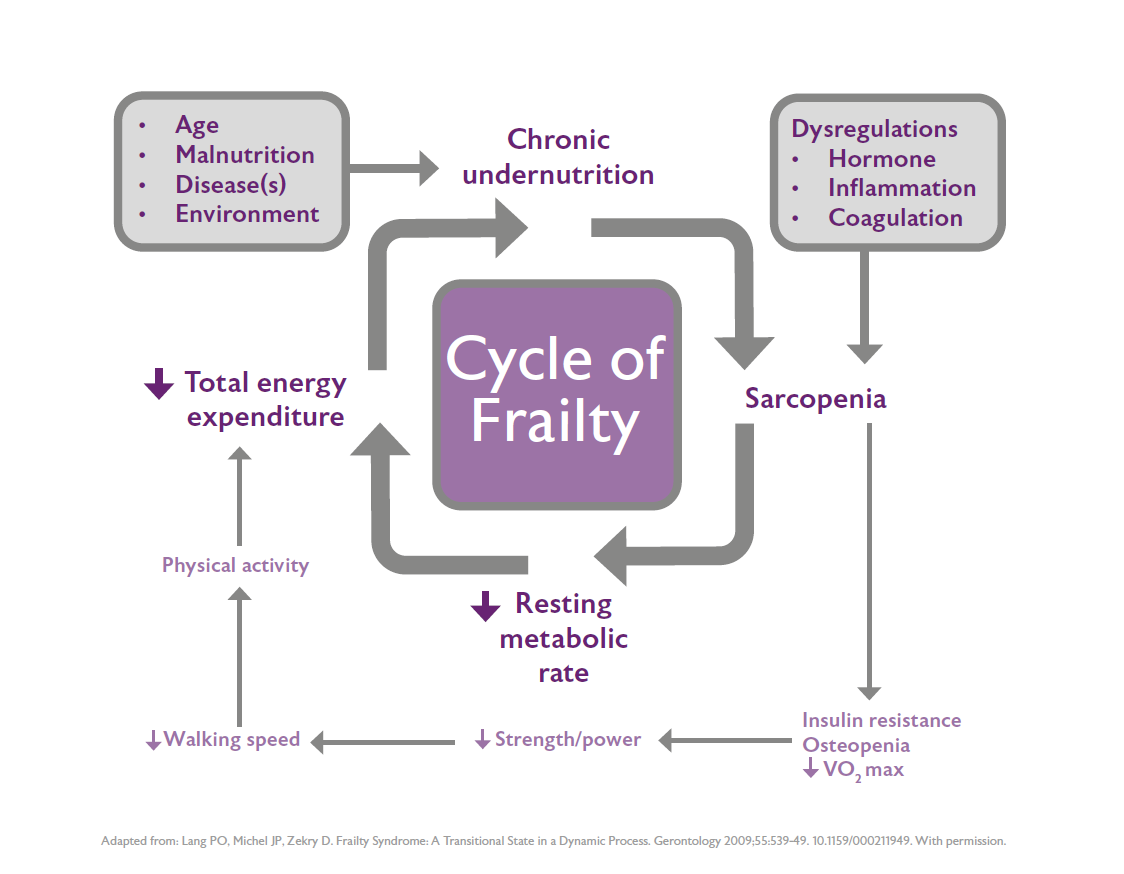 • Age
• Malnutrition
• Disease(s)
• Environment
Chronic
undernutrition
Dysregulations
• Hormone
• Inflammation
• Coagulation
Cycle of
Frailty
Total energy
expenditure
Sarcopenia
Physical activity
Resting
metabolic
rate
Walking speed
Strength/power
Insulin resistance
Osteopenia
VO2 max
Adapted from: Lang PO, Michel JP, Zekry D. Frailty Syndrome: A Transitional State in a Dynamic Process. Gerontology 2009;55:539-49. 10.1159/000211949. With permission.